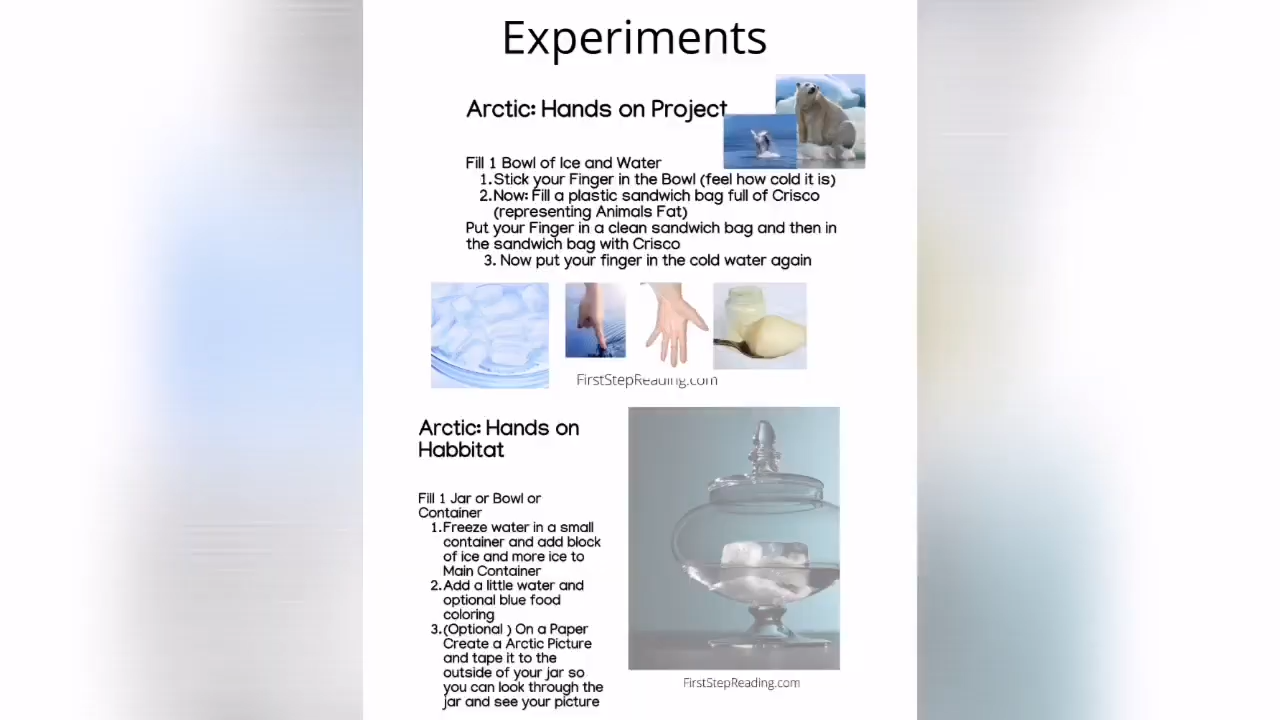 Experiments
Arctic: Hands on Project
Fill 1 Bowl of Ice and Water
1.Stick your Finger in the Bowl (feel how cold it is)
2.Now: Fill a plastic sandwich bag full of Crisco
(representing Animals Fat)
Put your Finger in a clean sandwich bag and then in
the sandwich bag with Crisco
3. Now put your finger in the cold water again
FirstStepReading.com
Arctic: Hands on
Habbitat
Fill 1 Jar or Bowl or
Container
1.Freeze water in a small
container and add block
of ice and more ice to
Main Container
2.Add a little water and
optional blue food
coloring
3.(Optional ) On a Paper
Create a Arctic Picture
and tape it to the
outside of your jar so
you can look through the
jar and see your picture
FirstStepReading.com